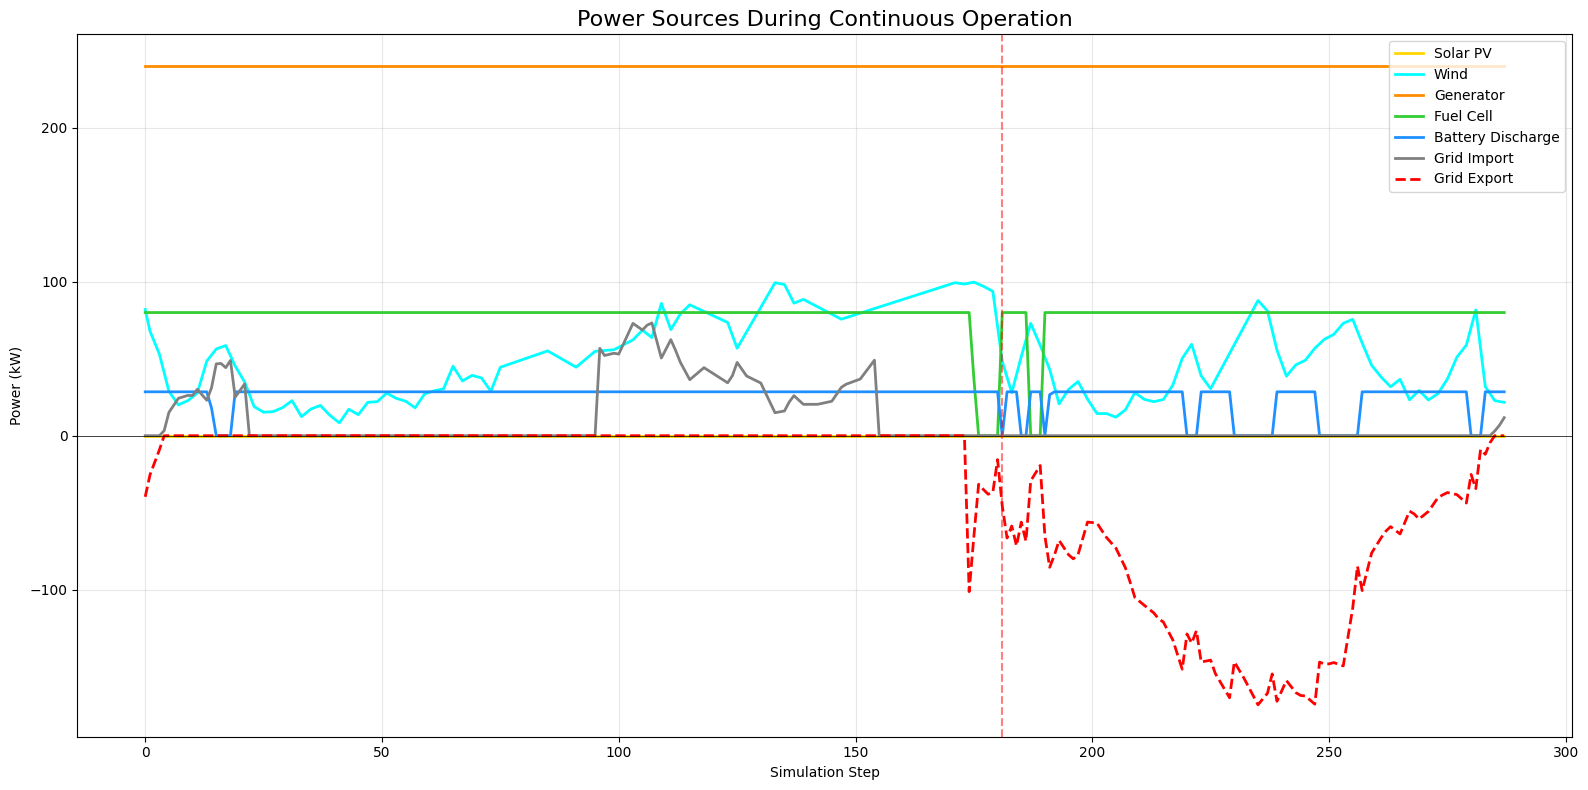 Power Sources During Continuous Operation
Solar PV
Wind
Generator
Fuel Cell
Battery Discharge
Grid Import
Grid Export
Power (kW)
200
100
0
−100
0
50
100
150
200
250
300
Simulation Step